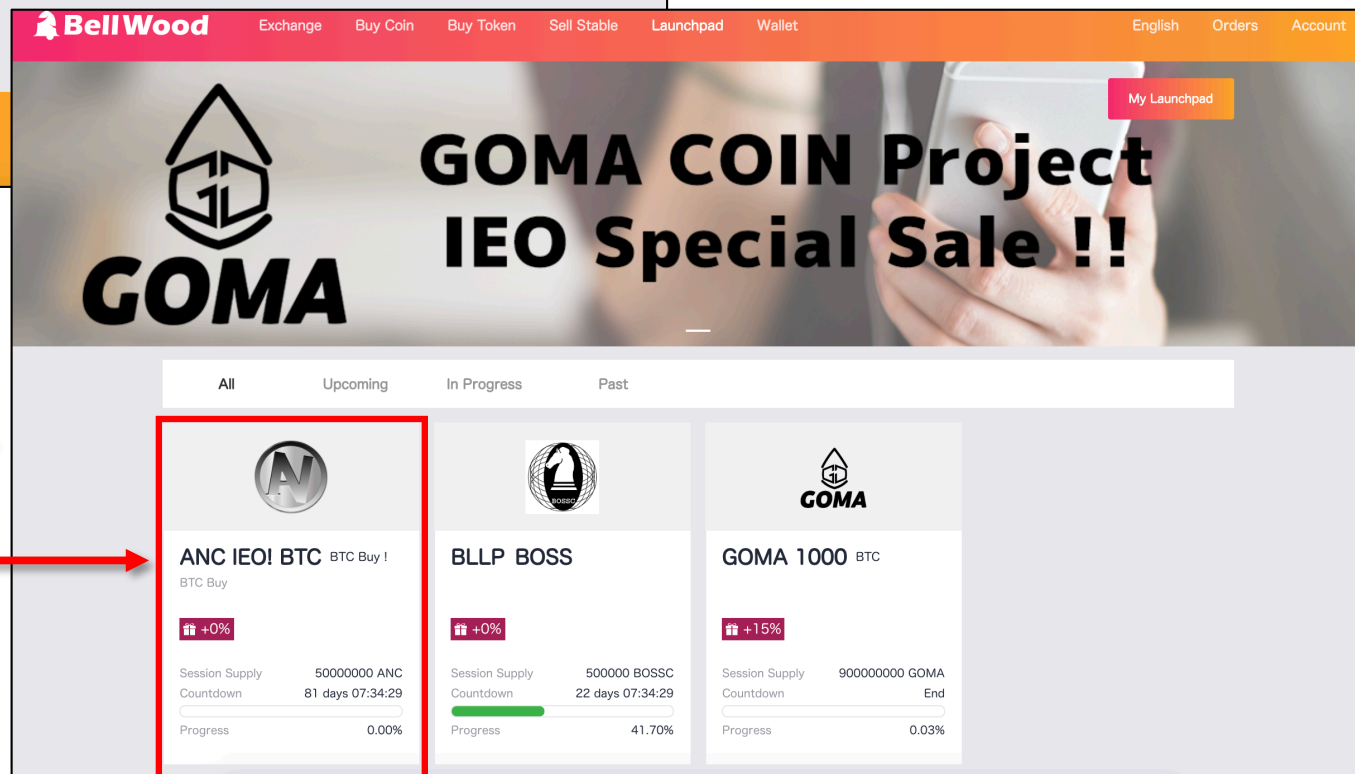 BellWood Exchange Buy Coin Buy Token Sell Stable Launchpad Wallet English Orders Account
My Launchpad
GOMA
GOMA COIN Project
IEO Special Sale !!
All Upcoming In Progress Past
ANC IEO! BTC BTC Buy !
BTC Buy
+0%
Session Supply 50000000 ANC
Countdown 81 days 07:34:29
Progress 0.00%
BOSSC
BLLP BOSS
+0%
Session Supply 500000 BOSSC
Countdown 22 days 07:34:29
Progress 41.70%
GOMA
GOMA 1000 BTC
+15%
Session Supply 900000000 GOMA
Countdown End
Progress 0.03%